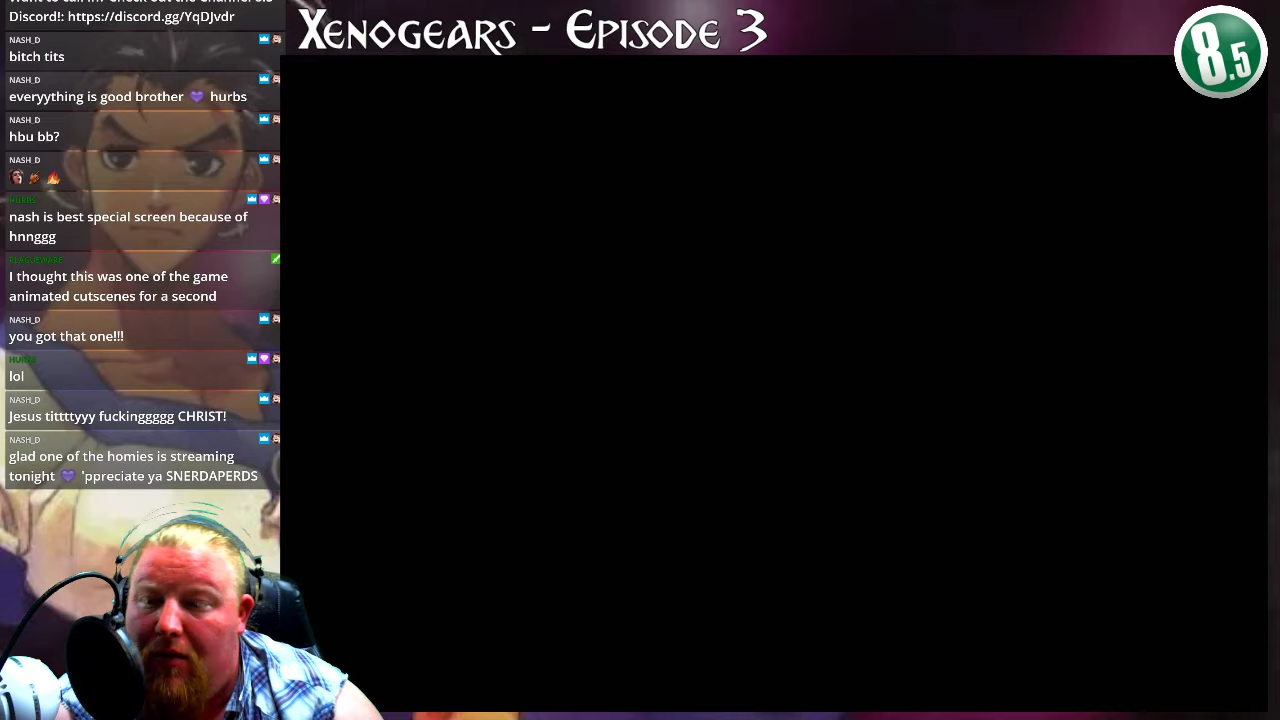 Discord!: https://discord.gg/YqDJvdr
Xenogears - Episode 3
8.5
NASH_D
bitch tits
NASH_D
everyything is good brother 💜 hurbs
NASH_D
hbu bb?
NASH_D
HURBS
nash is best special screen because of
hnnggg
I thought this was one of the game
animated cutscenes for a second
NASH_D
you got that one!!!
HURBS
lol
NASH_D
Jesus tittttyyy fuckinggggg CHRIST!
NASH_D
glad one of the homies is streaming
tonight 💜 'ppreciate ya SNERDAPERDS